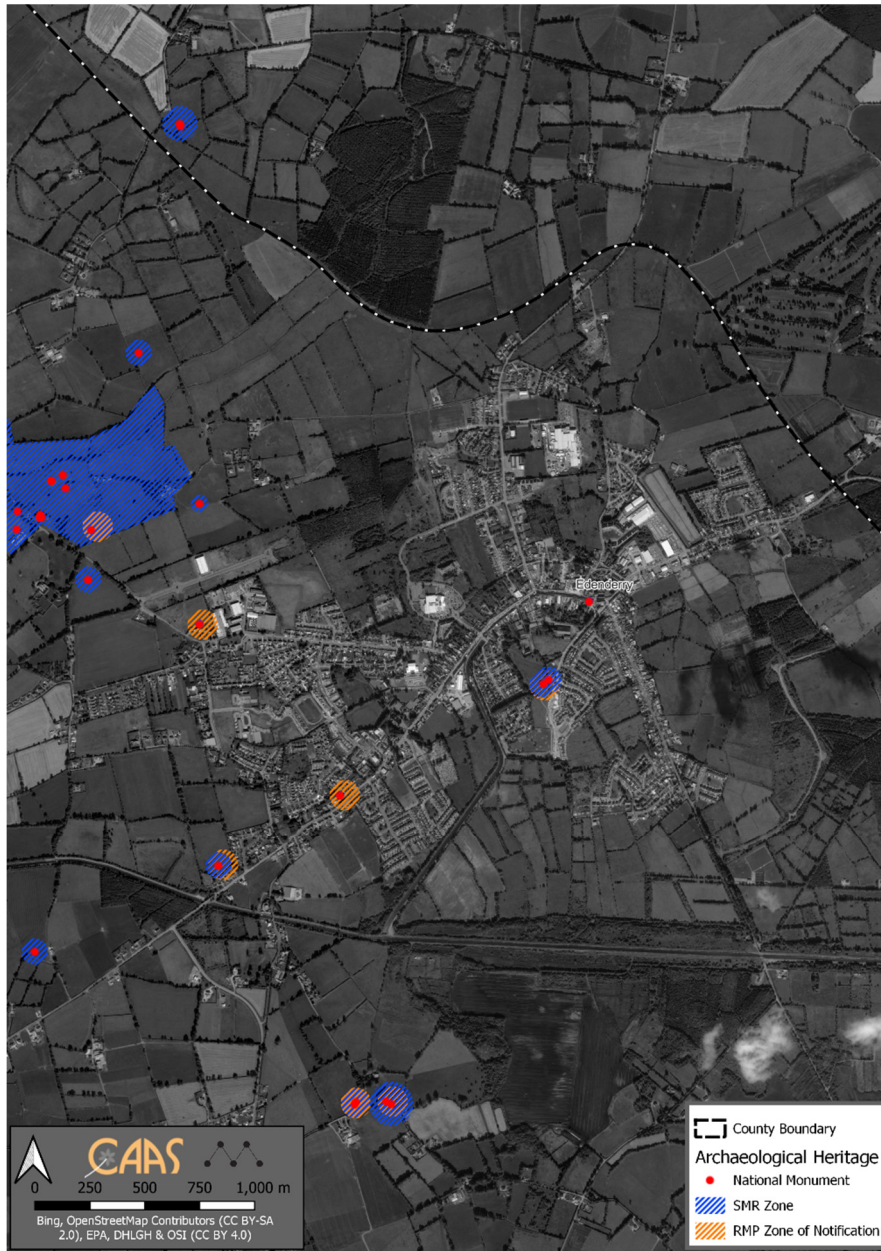 Edenderry
CAAS
0 250 500 750 1,000 m
Bing, OpenStreetMap Contributors (CC BY-SA
2.0), EPA, DHLGH & OSI (CC BY 4.0)
County Boundary
Archaeological Heritage
National Monument
SMR Zone
RMP Zone of Notification